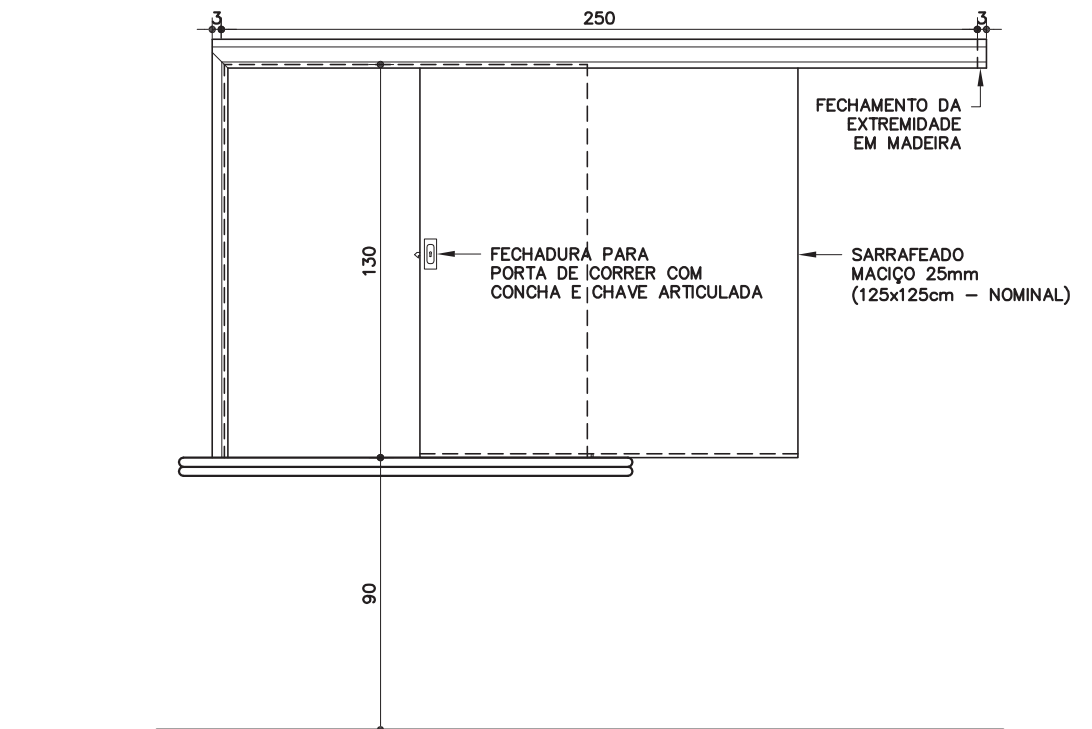 3
250
3
FECHAMENTO DA
EXTREMIDADE
EM MADEIRA
130
FECHADURA PARA
PORTA DE CORRER COM
CONCHA E CHAVE ARTICULADA
SARRAFEADO
MACIÇO 25mm
(125x125cm – NOMINAL)
90